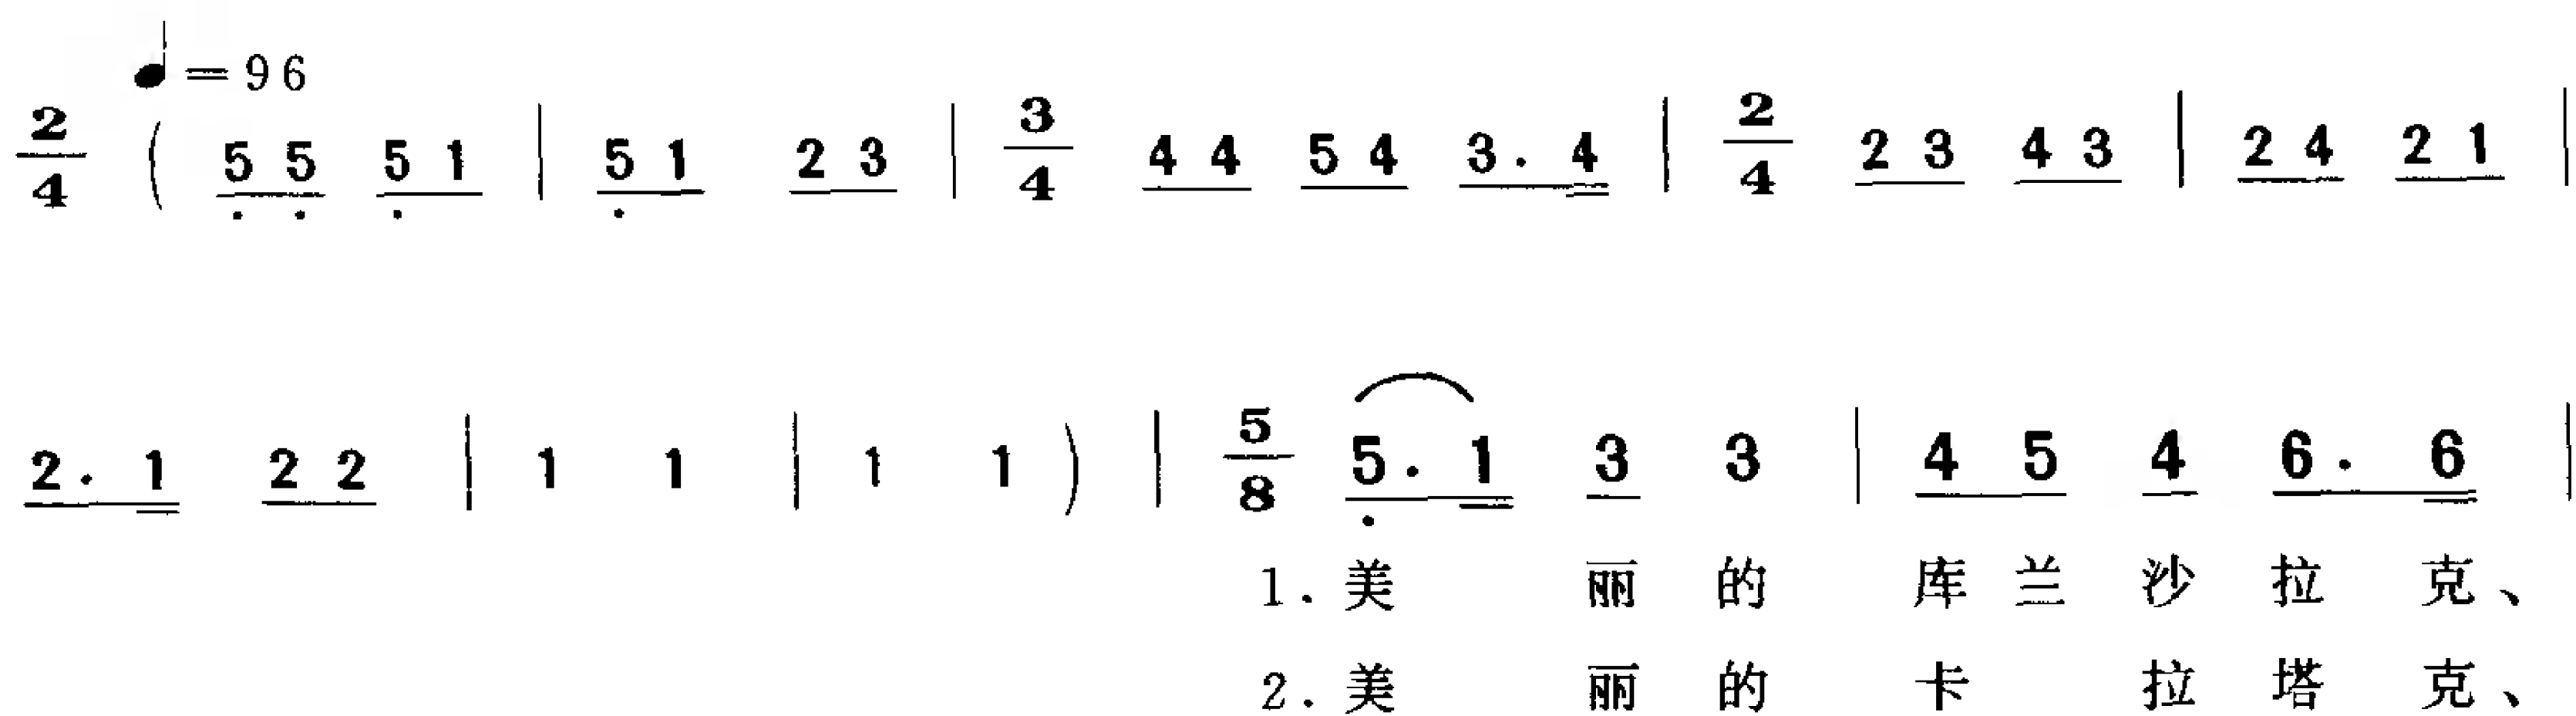 ♩=96
2/4 ( 5 5 5 1 | 5 1 2 3 | 3/4 4 4 5 4 3. 4 | 2/4 2 3 4 3 | 2 4 2 1 |
2. 1 2 2 | 1 1 | 1 1 ) | 5/8 5. 1 3 3 | 4 5 4 6. 6 |
1. 美 丽 的 库 兰 沙 拉 克、
2. 美 丽 的 卡 拉 塔 克、